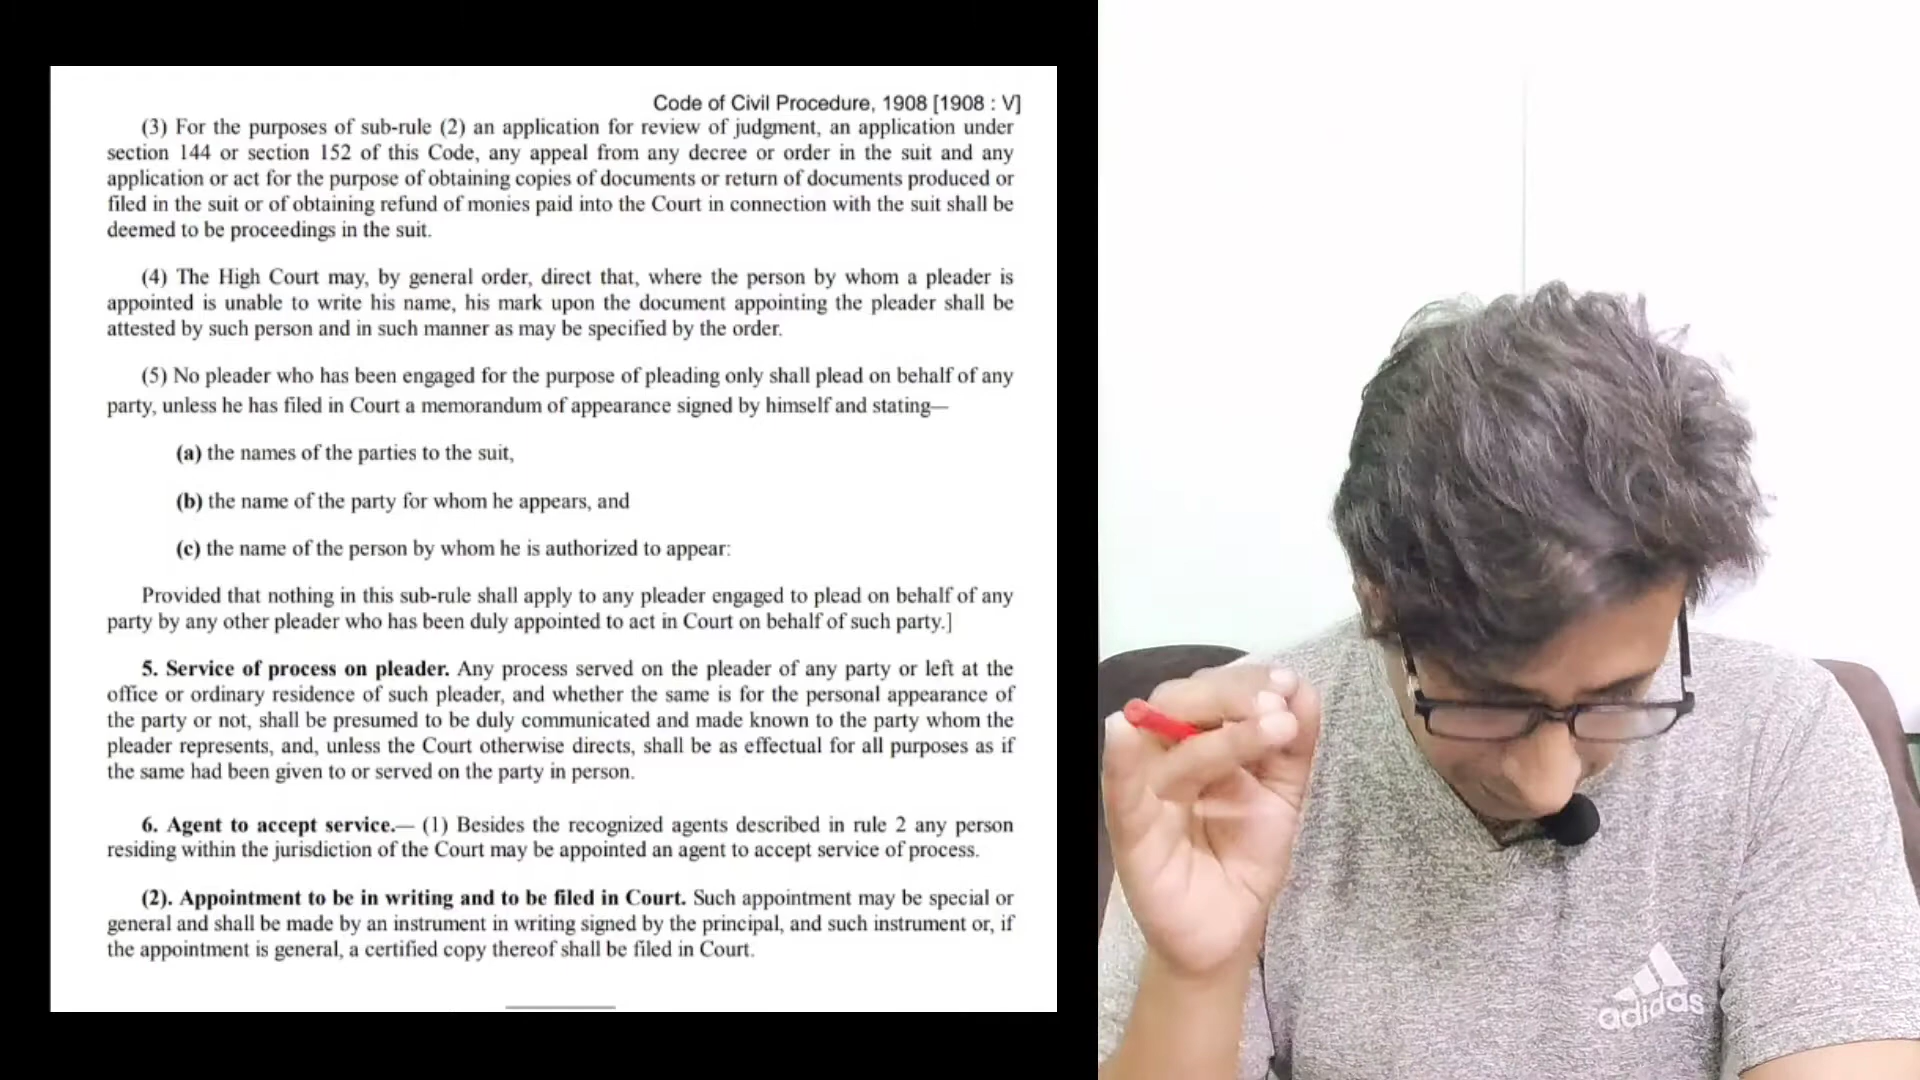 Code of Civil Procedure, 1908 [1908 : V]
(3) For the purposes of sub-rule (2) an application for review of judgment, an application under
section 144 or section 152 of this Code, any appeal from any decree or order in the suit and any
application or act for the purpose of obtaining copies of documents or return of documents produced or
filed in the suit or of obtaining refund of monies paid into the Court in connection with the suit shall be
deemed to be proceedings in the suit.
(4) The High Court may, by general order, direct that, where the person by whom a pleader is
appointed is unable to write his name, his mark upon the document appointing the pleader shall be
attested by such person and in such manner as may be specified by the order.
(5) No pleader who has been engaged for the purpose of pleading only shall plead on behalf of any
party, unless he has filed in Court a memorandum of appearance signed by himself and stating—
(a) the names of the parties to the suit,
(b) the name of the party for whom he appears, and
(c) the name of the person by whom he is authorized to appear:
Provided that nothing in this sub-rule shall apply to any pleader engaged to plead on behalf of any
party by any other pleader who has been duly appointed to act in Court on behalf of such party.]
5. Service of process on pleader. Any process served on the pleader of any party or left at the
office or ordinary residence of such pleader, and whether the same is for the personal appearance of
the party or not, shall be presumed to be duly communicated and made known to the party whom the
pleader represents, and, unless the Court otherwise directs, shall be as effectual for all purposes as if
the same had been given to or served on the party in person.
6. Agent to accept service.— (1) Besides the recognized agents described in rule 2 any person
residing within the jurisdiction of the Court may be appointed an agent to accept service of process.
(2). Appointment to be in writing and to be filed in Court. Such appointment may be special or
general and shall be made by an instrument in writing signed by the principal, and such instrument or, if
the appointment is general, a certified copy thereof shall be filed in Court.
adidas